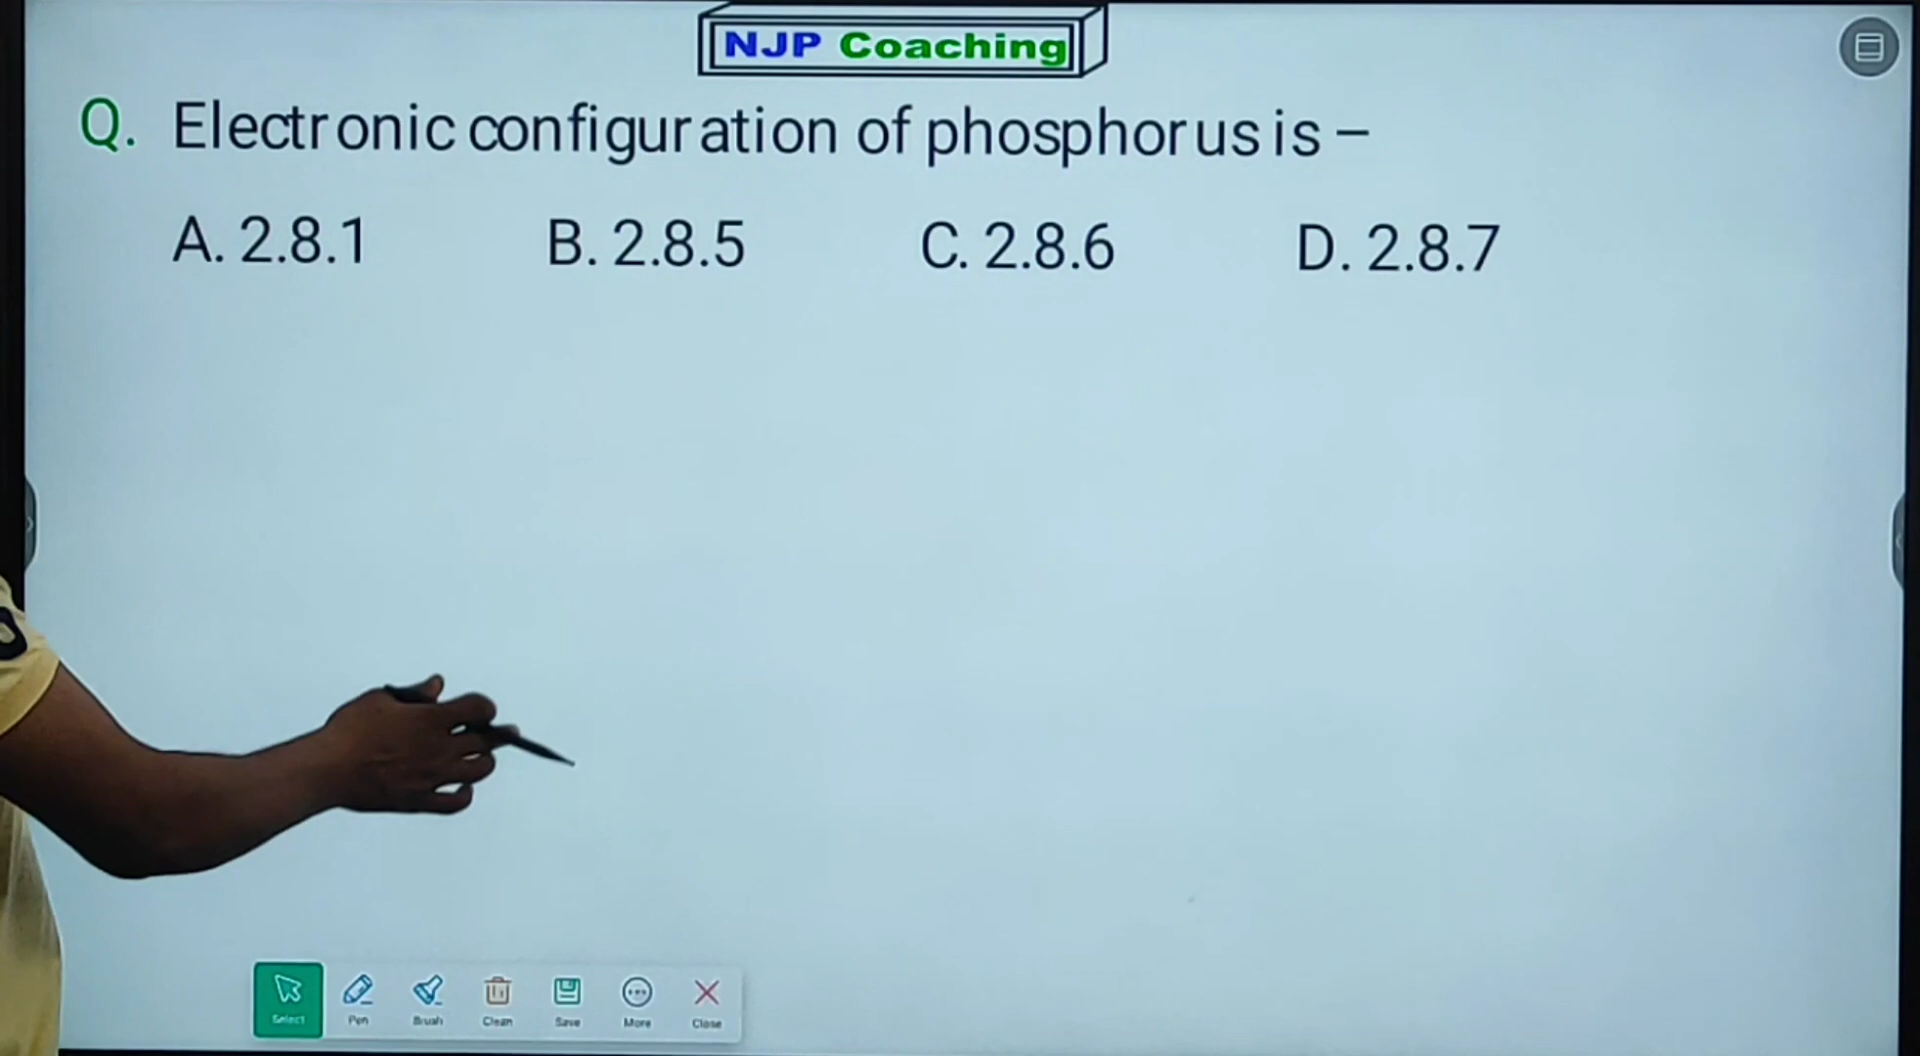 NJP Coaching
Q. Electronic configuration of phosphorus is –
A. 2.8.1 B. 2.8.5 C. 2.8.6 D. 2.8.7
Select Pen Brush Clean Save More Close